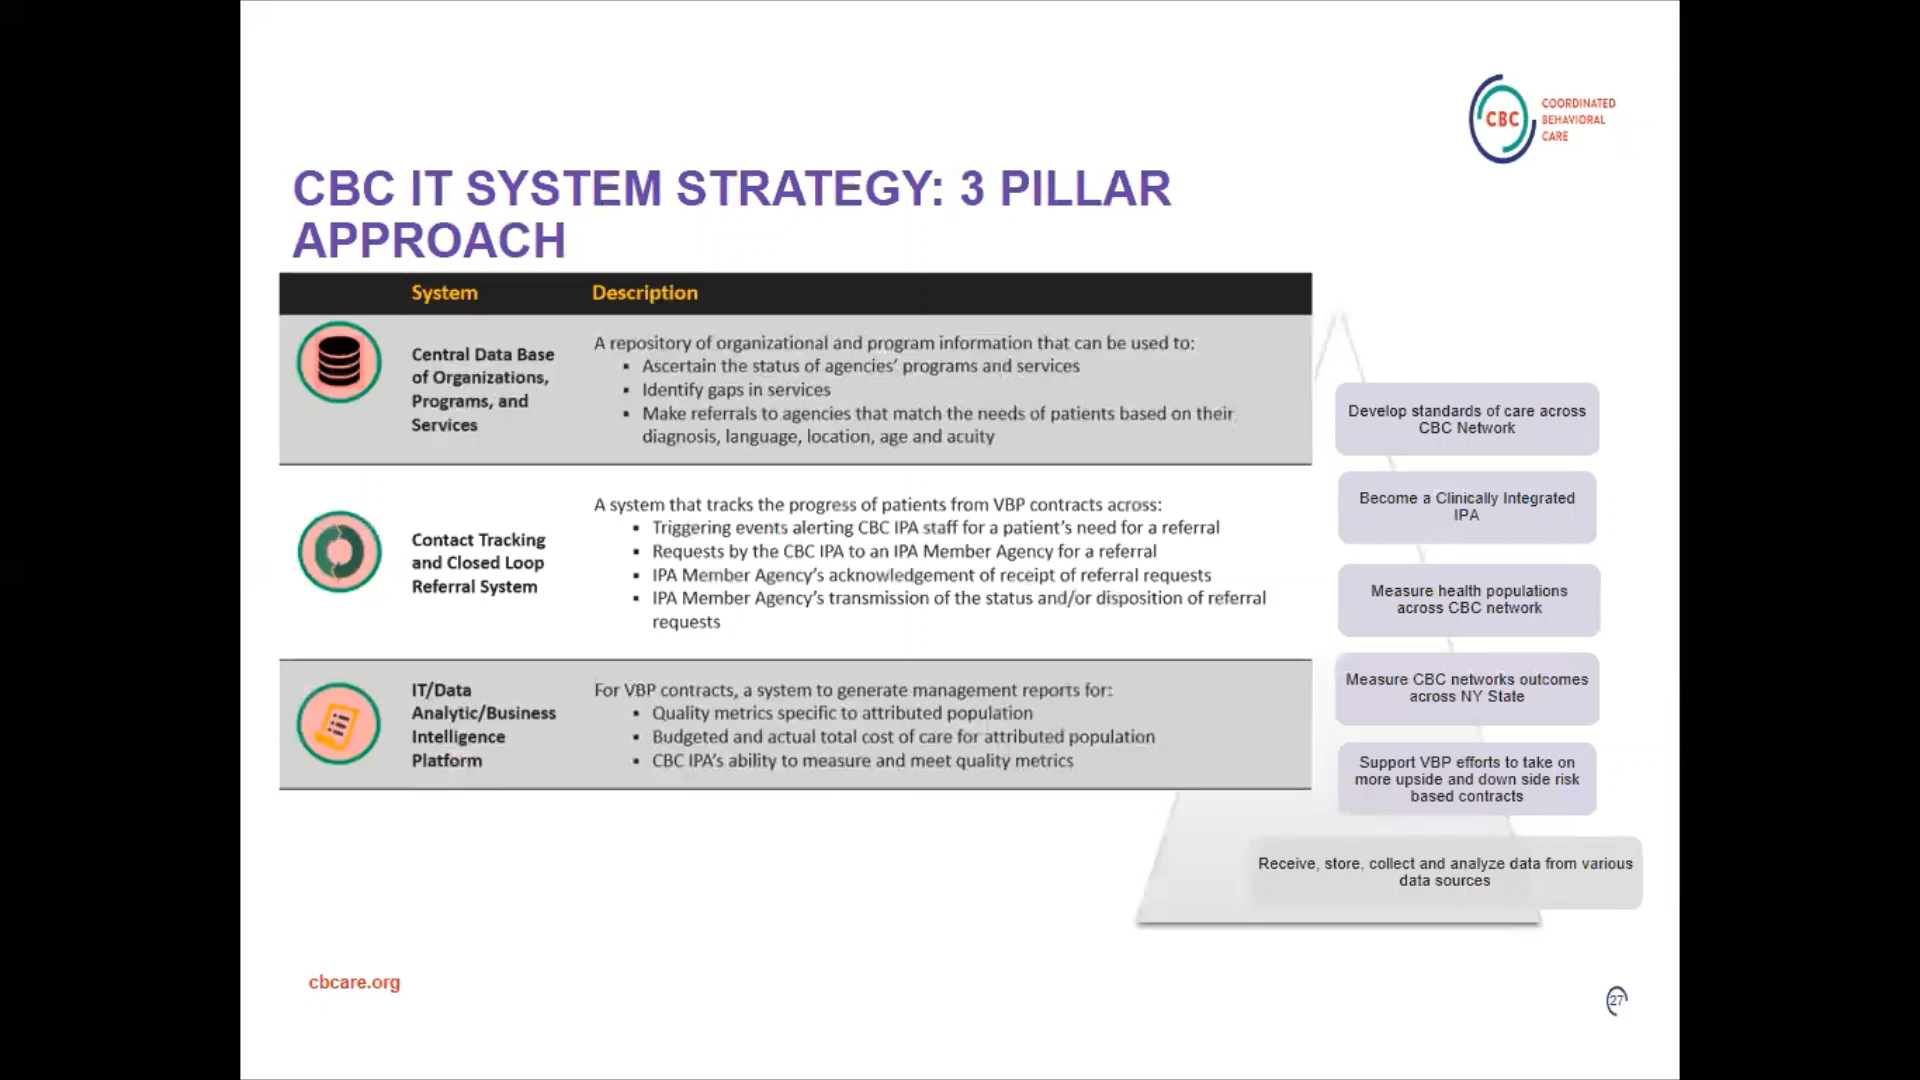 CBC
COORDINATED
BEHAVIORAL
CARE
CBC IT SYSTEM STRATEGY: 3 PILLAR
APPROACH
System
Description
Central Data Base
of Organizations,
Programs, and
Services
A repository of organizational and program information that can be used to:
▪ Ascertain the status of agencies' programs and services
▪ Identify gaps in services
▪ Make referrals to agencies that match the needs of patients based on their
diagnosis, language, location, age and acuity
Contact Tracking
and Closed Loop
Referral System
A system that tracks the progress of patients from VBP contracts across:
▪ Triggering events alerting CBC IPA staff for a patient's need for a referral
▪ Requests by the CBC IPA to an IPA Member Agency for a referral
▪ IPA Member Agency's acknowledgement of receipt of referral requests
▪ IPA Member Agency's transmission of the status and/or disposition of referral
requests
IT/Data
Analytic/Business
Intelligence
Platform
For VBP contracts, a system to generate management reports for:
▪ Quality metrics specific to attributed population
▪ Budgeted and actual total cost of care for attributed population
▪ CBC IPA's ability to measure and meet quality metrics
Develop standards of care across
CBC Network
Become a Clinically Integrated
IPA
Measure health populations
across CBC network
Measure CBC networks outcomes
across NY State
Support VBP efforts to take on
more upside and down side risk
based contracts
Receive, store, collect and analyze data from various
data sources
cbcare.org
27